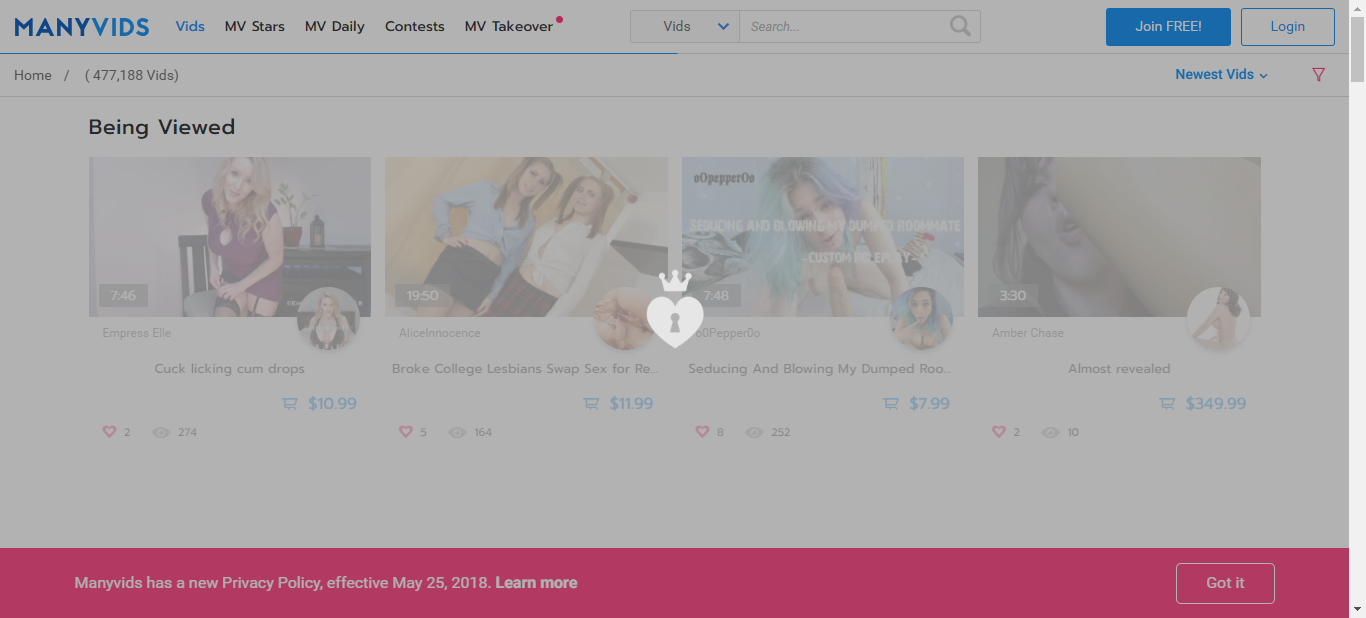 MANYVIDS
Vids
MV Stars
MV Daily
Contests
MV Takeover
Vids
Search...
Join FREE!
Login
Home / ( 477,188 Vids)
Newest Vids
Being Viewed
7:46
19:50
oOpepperOo
SEDUCING AND BLOWING MY DUMPED ROOMMATE
-CUSTOM ROLEPLAY-
7:48
3:30
Empress Elle
AliceInnocence
o0Pepper0o
Amber Chase
Cuck licking cum drops
Broke College Lesbians Swap Sex for Re...
Seducing And Blowing My Dumped Roo...
Almost revealed
$10.99
$11.99
$7.99
$349.99
2 274
5 164
8 252
2 10
Manyvids has a new Privacy Policy, effective May 25, 2018. Learn more
Got it